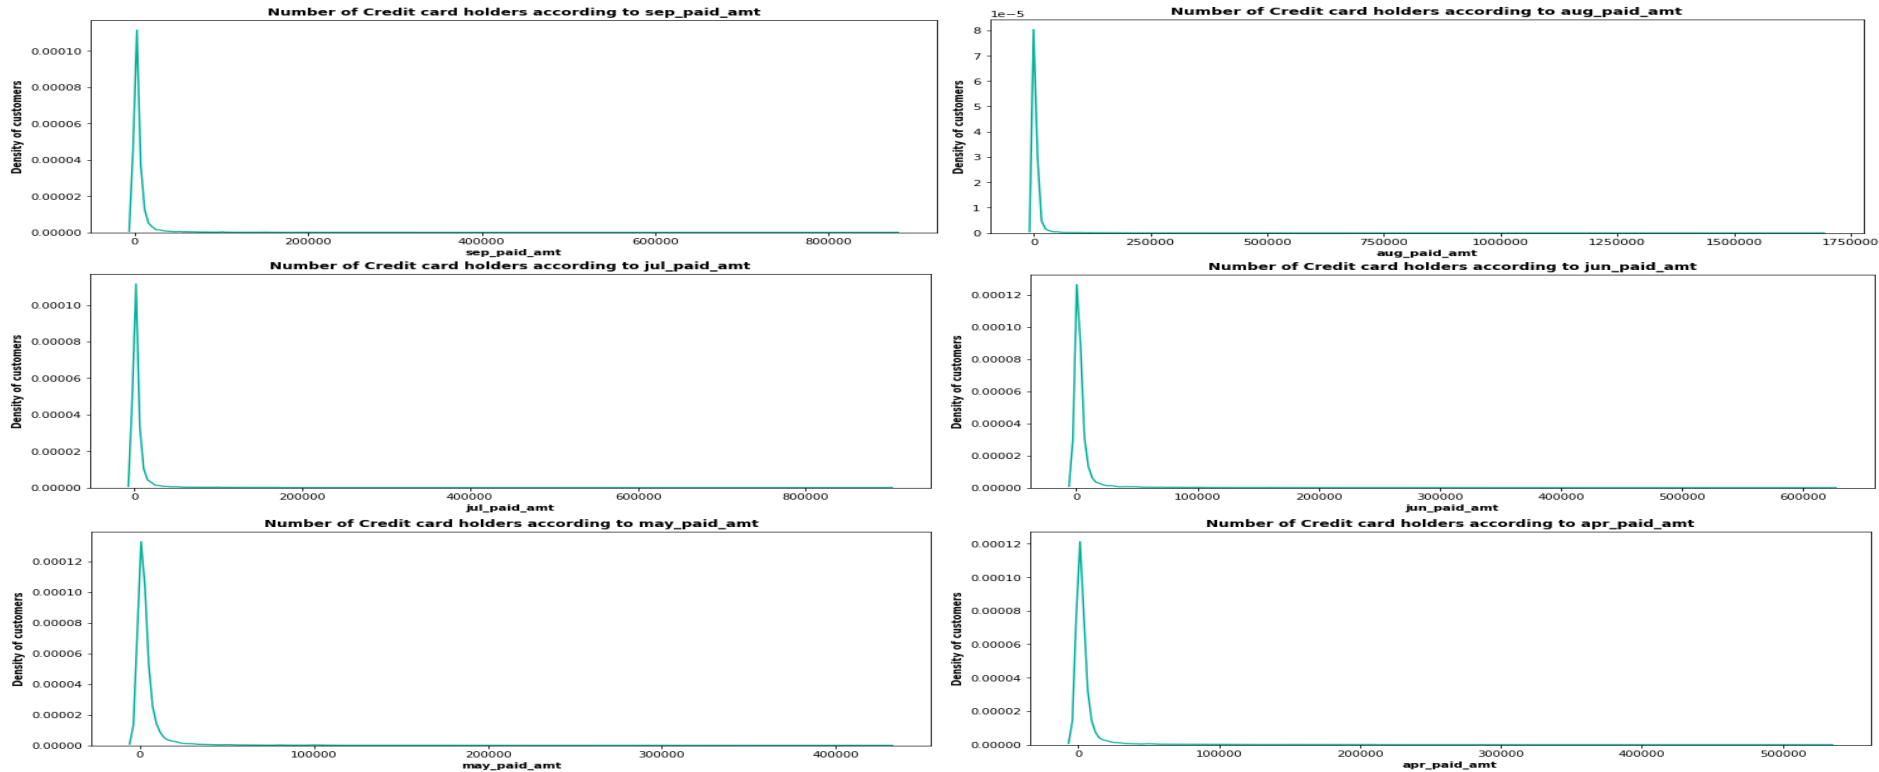 Number of Credit card holders according to sep_paid_amt
Density of customers
0.00010
0.00008
0.00006
0.00004
0.00002
0.00000
0 200000 400000 600000 800000
sep_paid_amt
Number of Credit card holders according to aug_paid_amt
1e−5
Density of customers
8
7
6
5
4
3
2
1
0
0 250000 500000 750000 1000000 1250000 1500000 1750000
aug_paid_amt
Number of Credit card holders according to jul_paid_amt
Density of customers
0.00010
0.00008
0.00006
0.00004
0.00002
0.00000
0 200000 400000 600000 800000
jul_paid_amt
Number of Credit card holders according to jun_paid_amt
Density of customers
0.00012
0.00010
0.00008
0.00006
0.00004
0.00002
0.00000
0 100000 200000 300000 400000 500000 600000
jun_paid_amt
Number of Credit card holders according to may_paid_amt
Density of customers
0.00012
0.00010
0.00008
0.00006
0.00004
0.00002
0.00000
0 100000 200000 300000 400000
may_paid_amt
Number of Credit card holders according to apr_paid_amt
Density of customers
0.00012
0.00010
0.00008
0.00006
0.00004
0.00002
0.00000
0 100000 200000 300000 400000 500000
apr_paid_amt